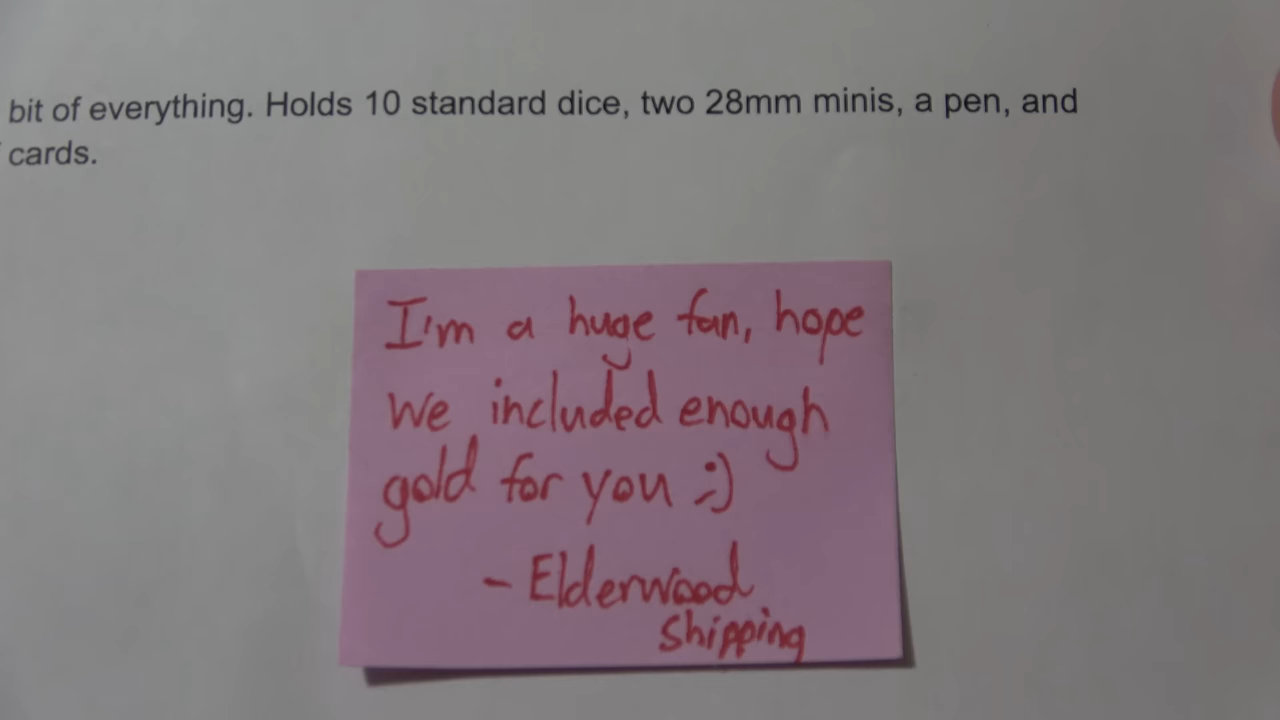 bit of everything. Holds 10 standard dice, two 28mm minis, a pen, and
cards.
I'm a huge fan, hope
we included enough
gold for you ;)
- Elderwood
Shipping